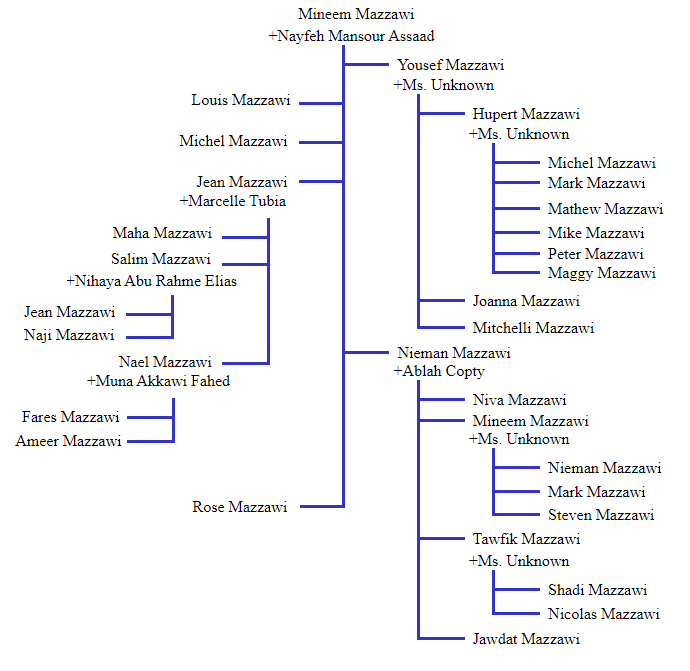 Mineem Mazzawi
+Nayfeh Mansour Assaad
Yousef Mazzawi
+Ms. Unknown
Hupert Mazzawi
+Ms. Unknown
Michel Mazzawi
Mark Mazzawi
Mathew Mazzawi
Mike Mazzawi
Peter Mazzawi
Maggy Mazzawi
Joanna Mazzawi
Mitchelli Mazzawi
Louis Mazzawi
Michel Mazzawi
Jean Mazzawi
+Marcelle Tubia
Maha Mazzawi
Salim Mazzawi
+Nihaya Abu Rahme Elias
Jean Mazzawi
Naji Mazzawi
Nael Mazzawi
+Muna Akkawi Fahed
Fares Mazzawi
Ameer Mazzawi
Nieman Mazzawi
+Ablah Copty
Niva Mazzawi
Mineem Mazzawi
+Ms. Unknown
Nieman Mazzawi
Mark Mazzawi
Steven Mazzawi
Tawfik Mazzawi
+Ms. Unknown
Shadi Mazzawi
Nicolas Mazzawi
Jawdat Mazzawi
Rose Mazzawi